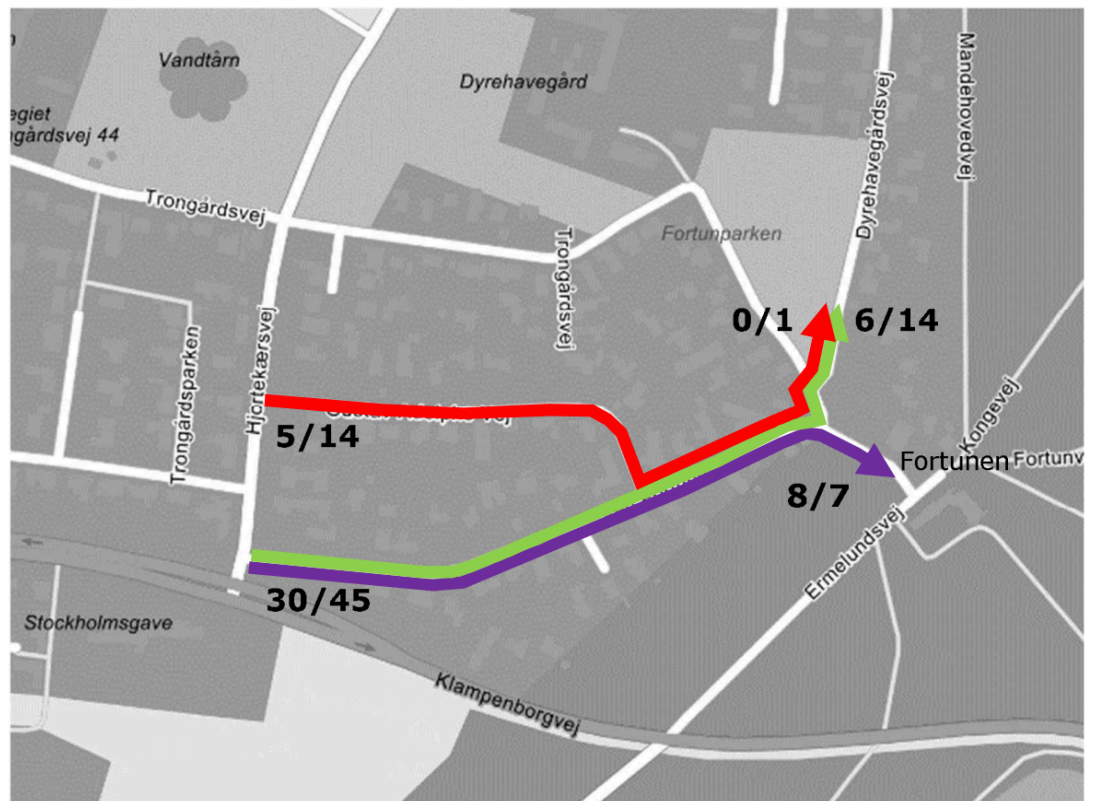 Vandtårn
Dyrehavegård
egiet
ngårdsvej 44
Mandehovedvej
Dyrehavegårdsvej
Trongårdsvej
Fortunparken
Trongårdsvej
0/1
6/14
Hjortekærsvej
Trongårdsparken
5/14
Kongevej
Fortunen
Fortunv
8/7
Ermelundsvej
30/45
Stockholmsgave
Klampenborgvej